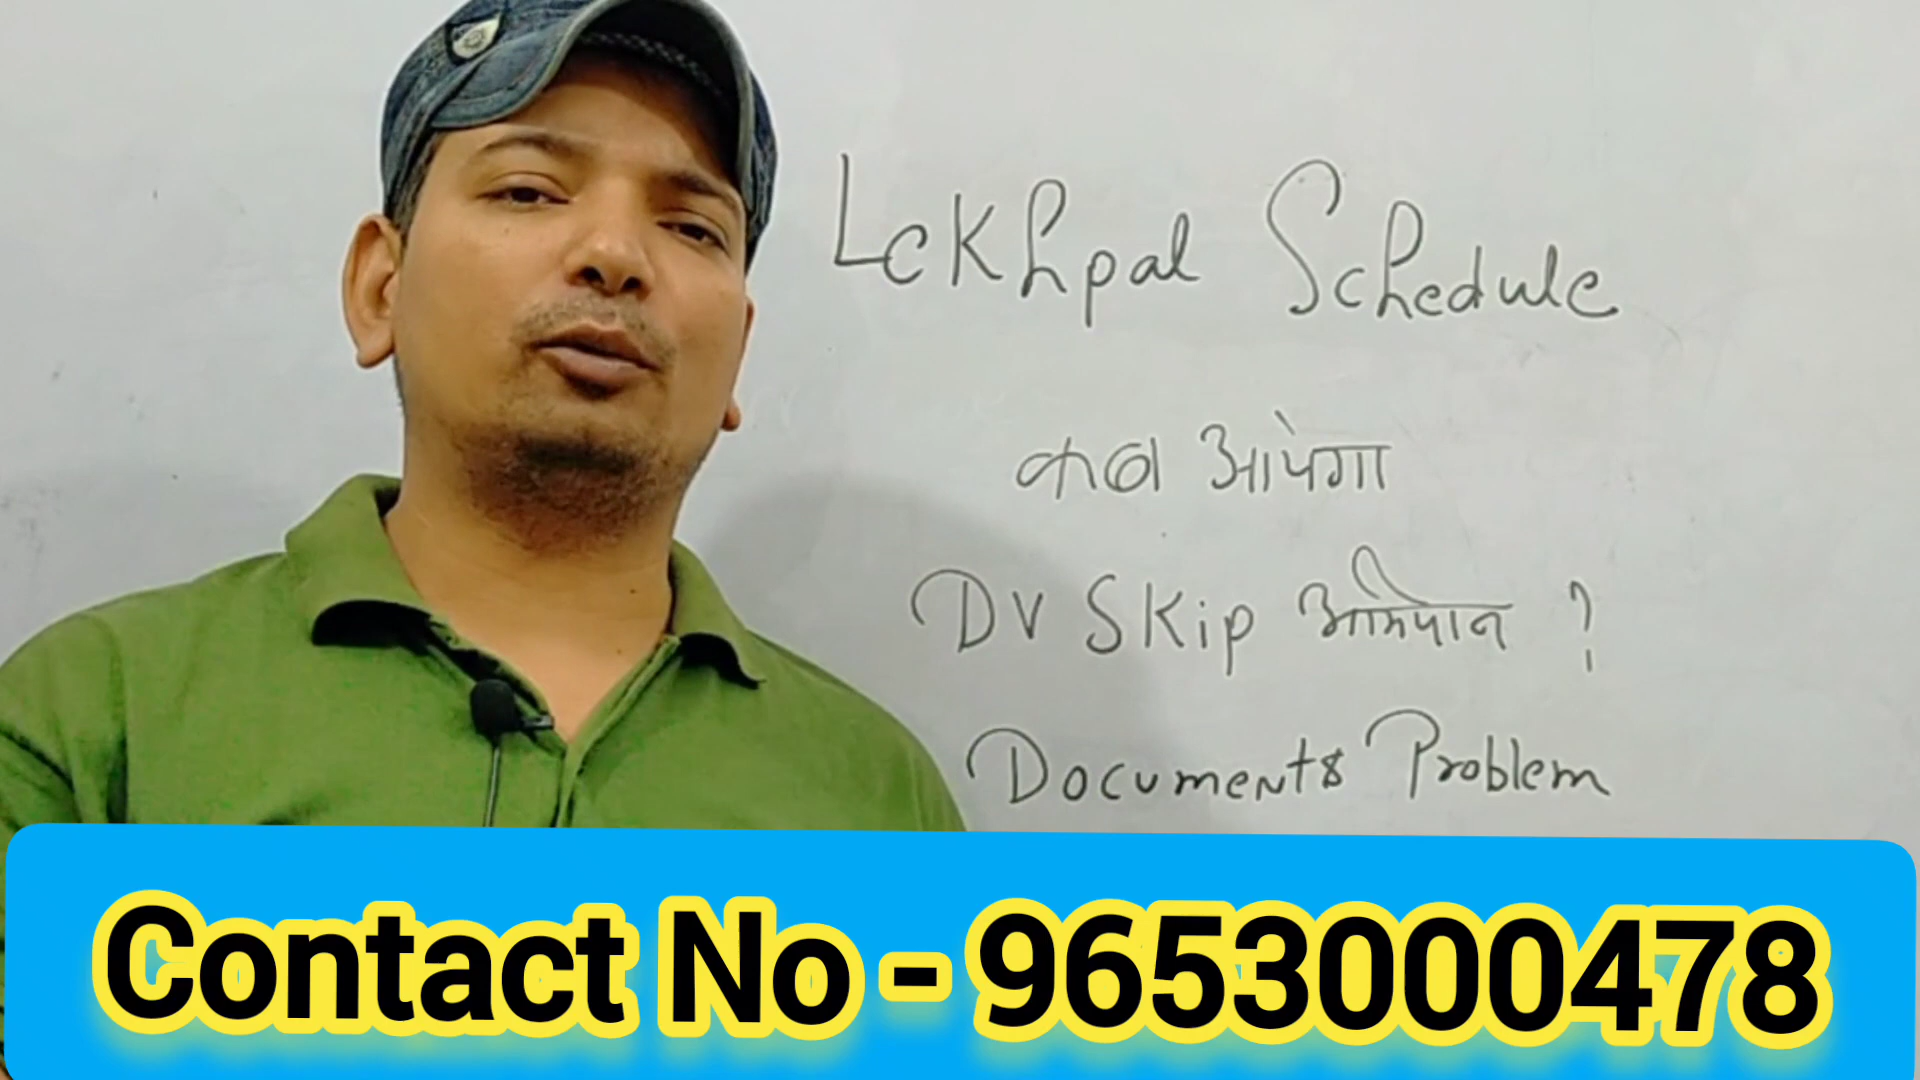 Lekhpal Schedule
कब आयेगा
DV Skip अभियान ?
Documents Problem
Contact No - 9653000478